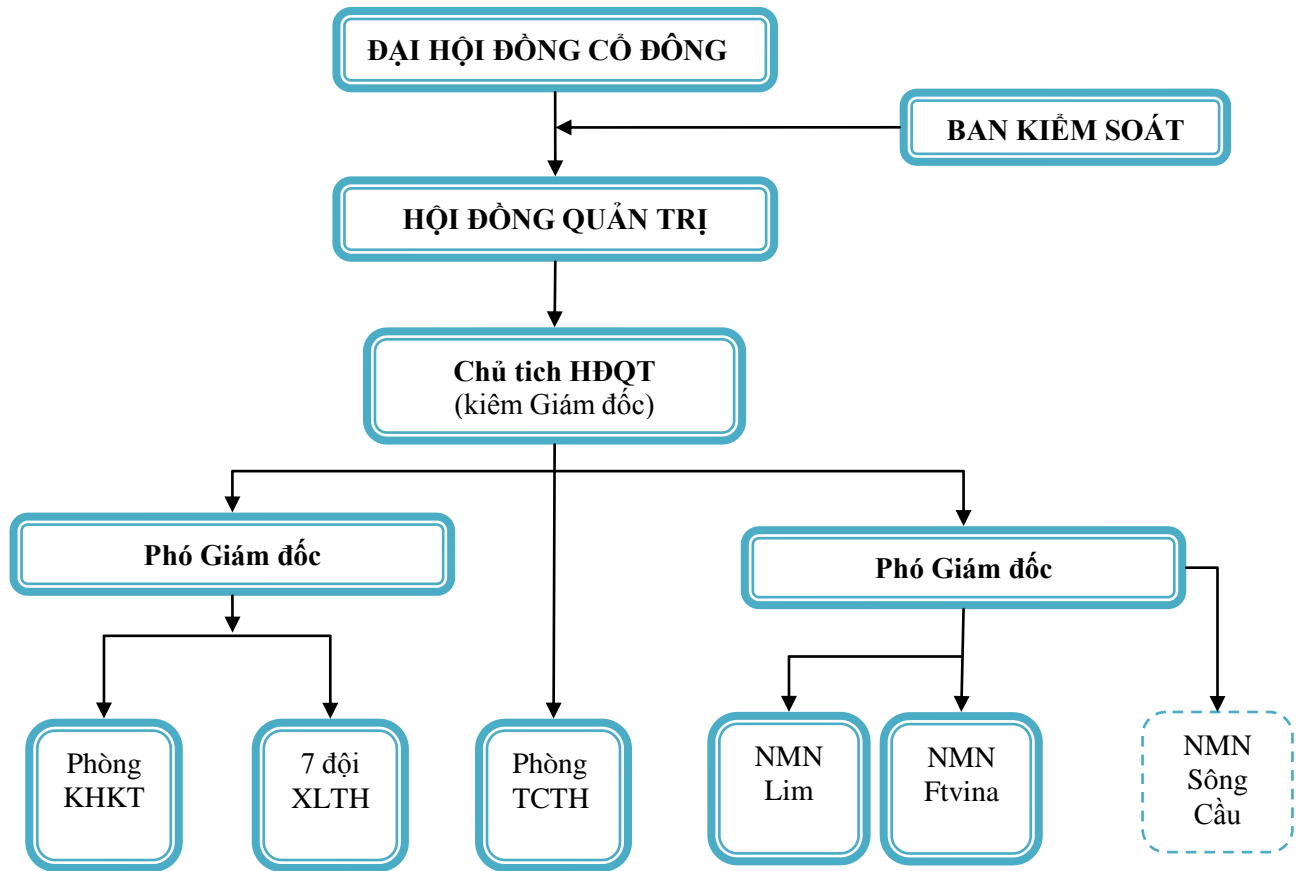 ĐẠI HỘI ĐỒNG CỔ ĐÔNG
BAN KIỂM SOÁT
HỘI ĐỒNG QUẢN TRỊ
Chủ tich HĐQT
(kiêm Giám đốc)
Phó Giám đốc
Phó Giám đốc
Phòng
KHKT
7 đội
XLTH
Phòng
TCTH
NMN
Lim
NMN
Ftvina
NMN
Sông
Cầu